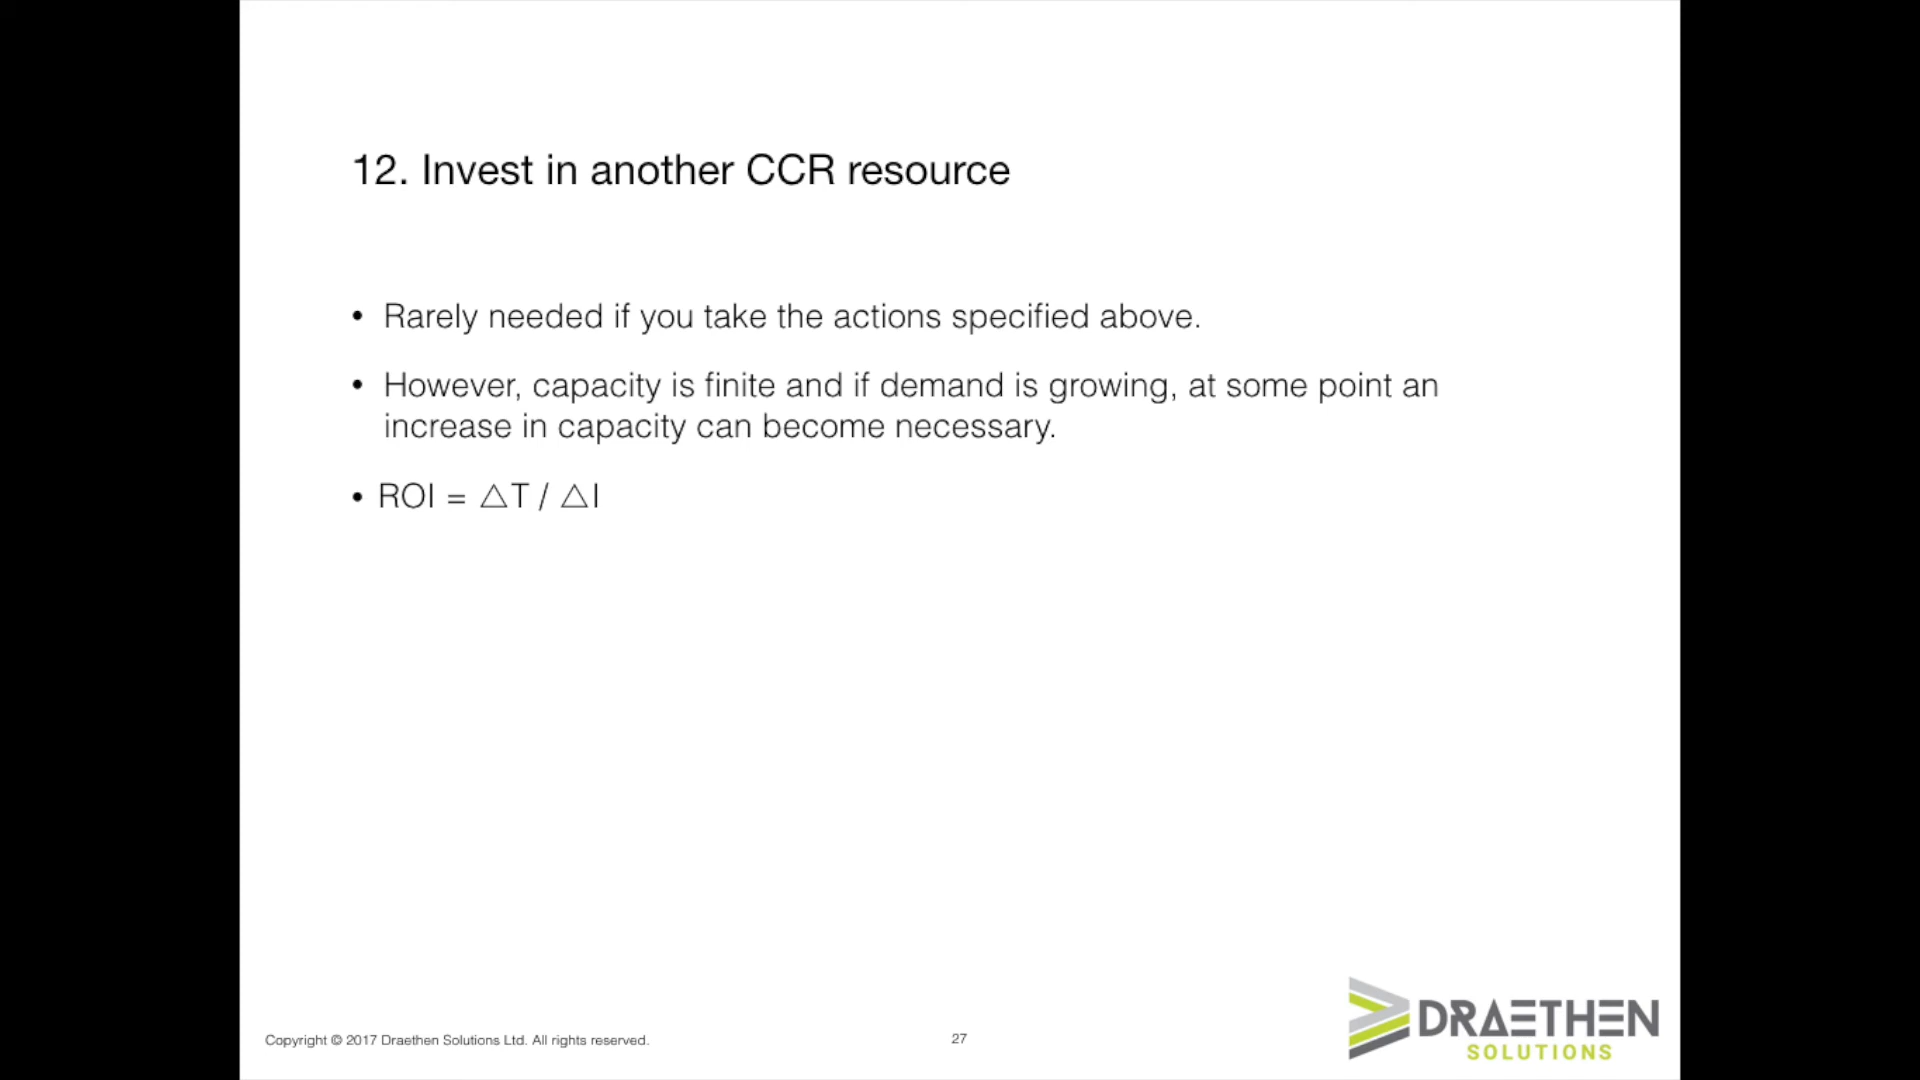 12. Invest in another CCR resource
• Rarely needed if you take the actions specified above.
• However, capacity is finite and if demand is growing, at some point an
increase in capacity can become necessary.
• ROI = △T / △I
Copyright © 2017 Draethen Solutions Ltd. All rights reserved.
27
DRAETHEN
SOLUTIONS